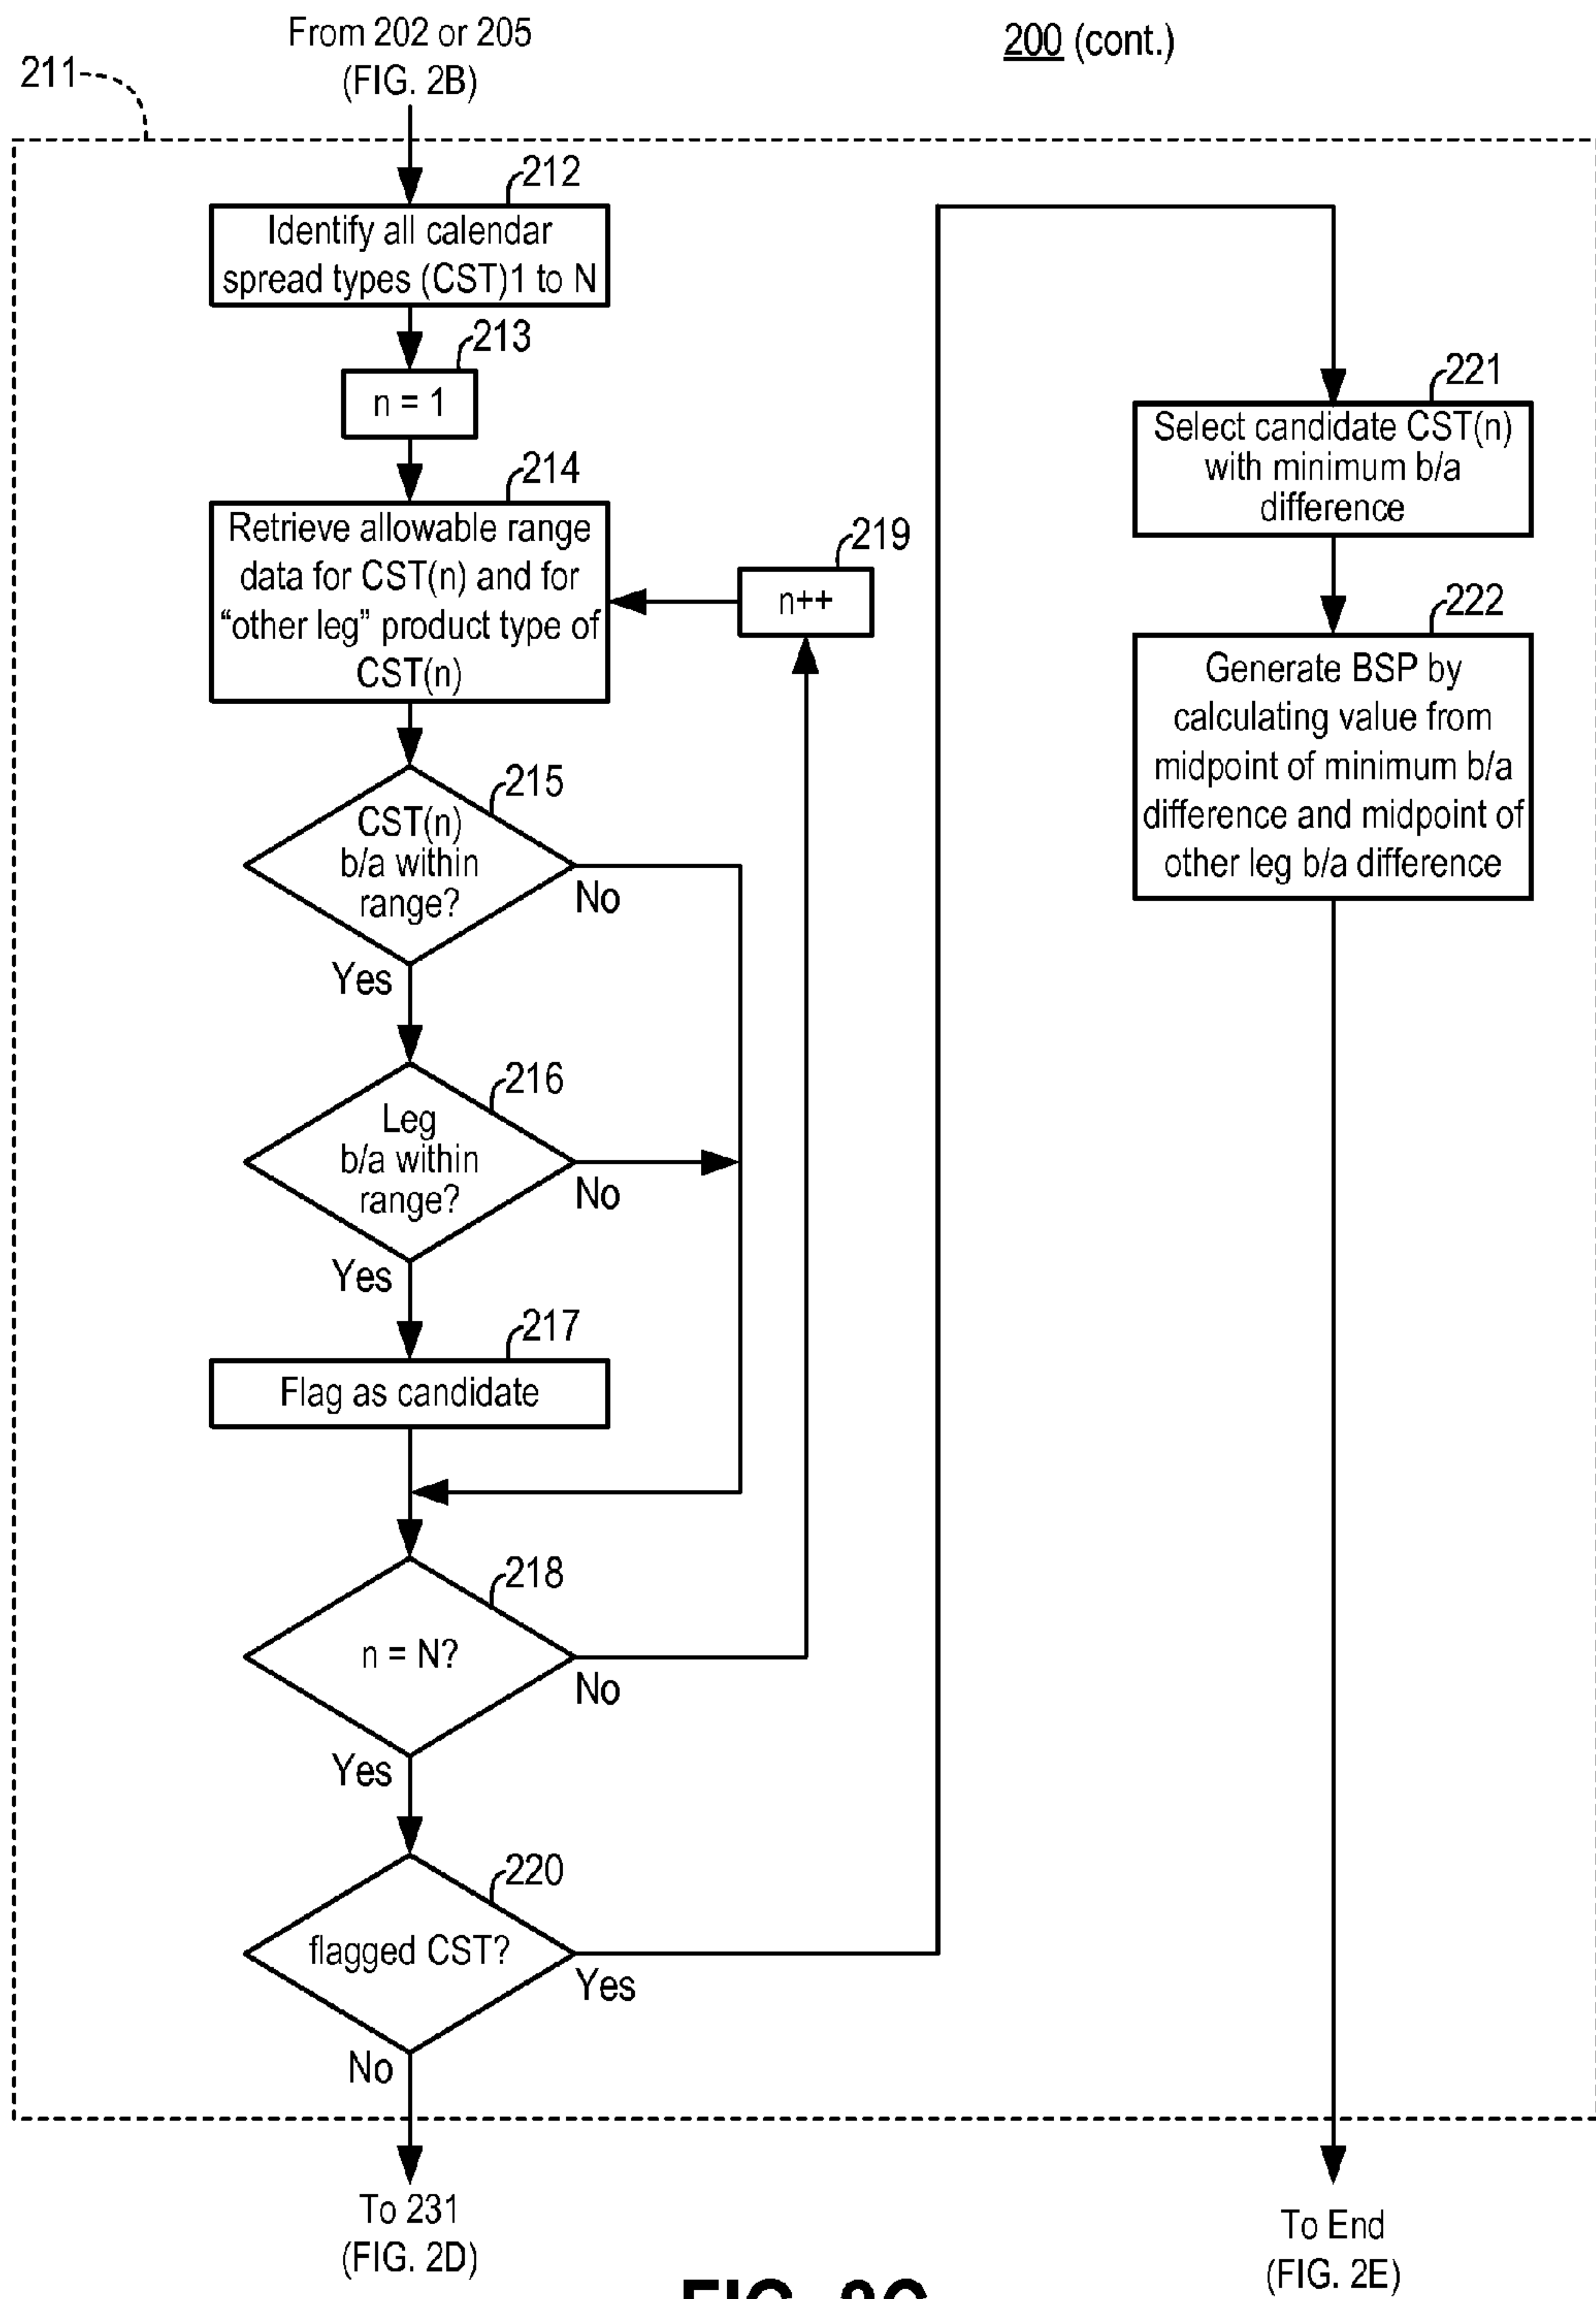 From 202 or 205
(FIG. 2B)
200 (cont.)
211
212
Identify all calendar
spread types (CST)1 to N
213
n = 1
214
Retrieve allowable range
data for CST(n) and for
“other leg” product type of
CST(n)
219
n++
215
CST(n)
b/a within
range?
No
Yes
216
Leg
b/a within
range?
No
Yes
217
Flag as candidate
218
n = N?
No
Yes
220
flagged CST?
Yes
No
To 231
(FIG. 2D)
221
Select candidate CST(n)
with minimum b/a
difference
222
Generate BSP by
calculating value from
midpoint of minimum b/a
difference and midpoint of
other leg b/a difference
To End
(FIG. 2E)